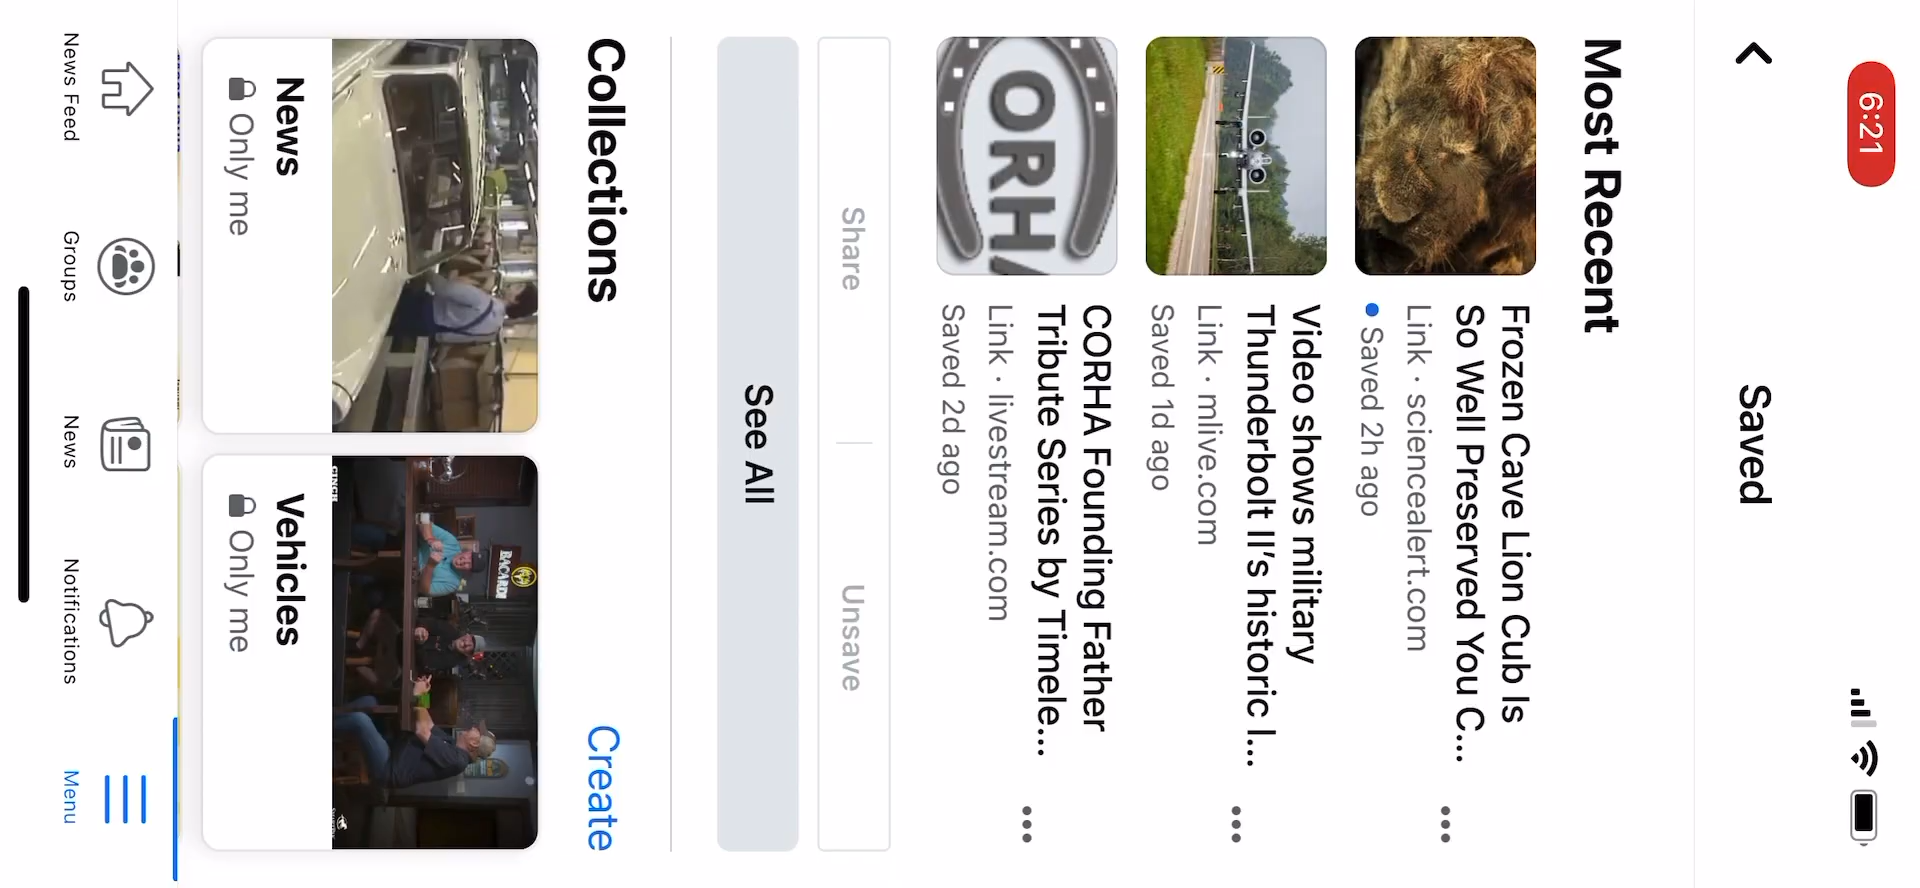 6:21
Saved
Most Recent
Frozen Cave Lion Cub Is
So Well Preserved You C...
Link · sciencealert.com
Saved 2h ago
Video shows military
Thunderbolt II's historic l...
Link · mlive.com
Saved 1d ago
ORHA
CORHA Founding Father
Tribute Series by Timele...
Link · livestream.com
Saved 2d ago
Share
Unsave
See All
Collections
Create
BACARDI
News
Only me
Vehicles
Only me
News Feed
Groups
News
Notifications
Menu